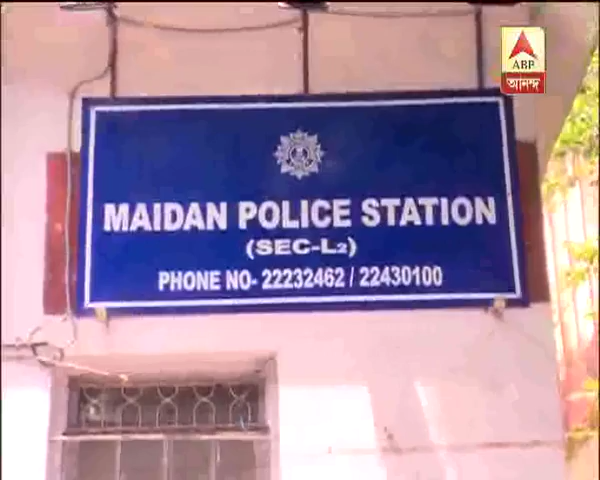 ABP
আনন্দ
MAIDAN POLICE STATION
(SEC-L2)
PHONE NO- 22232462 / 22430100